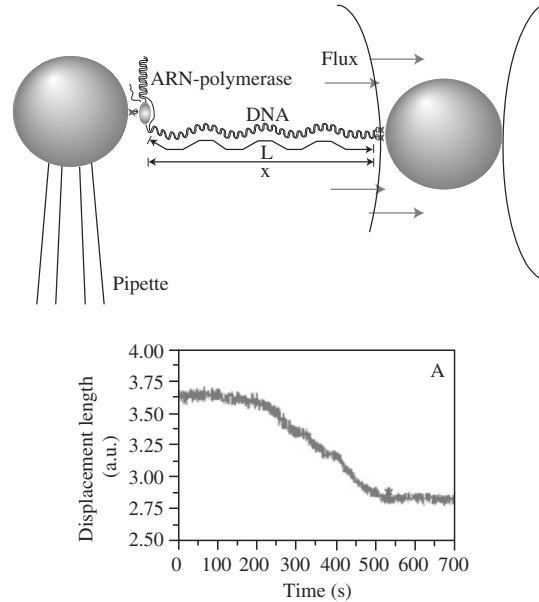 ARN-polymerase
Flux
DNA
L
x
Pipette
A
Displacement length
(a.u.)
4.00
3.75
3.50
3.25
3.00
2.75
2.50
0 100 200 300 400 500 600 700
Time (s)
*